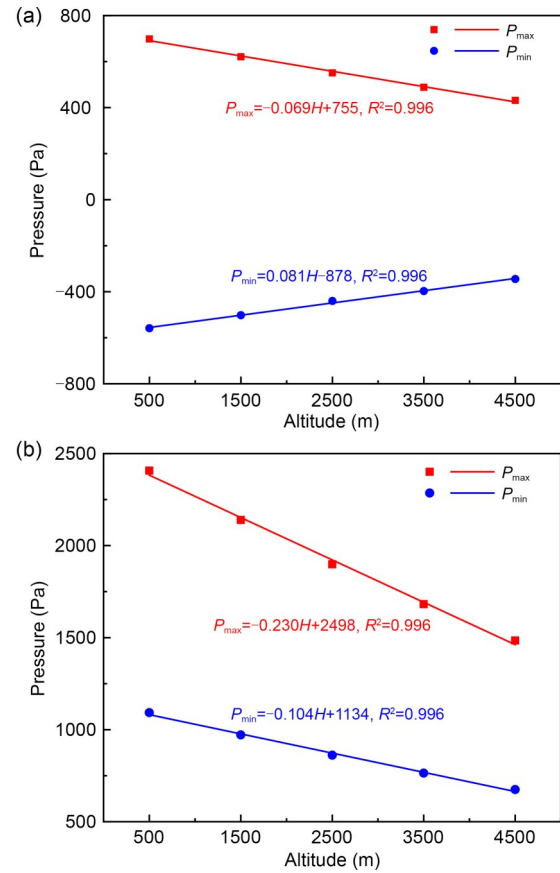 (a)
800
400
0
−400
−800
Pressure (Pa)
P_max
P_min
P_max=−0.069H+755, R²=0.996
P_min=0.081H−878, R²=0.996
500 1500 2500 3500 4500
Altitude (m)
(b)
2500
2000
1500
1000
500
Pressure (Pa)
P_max
P_min
P_max=−0.230H+2498, R²=0.996
P_min=−0.104H+1134, R²=0.996
500 1500 2500 3500 4500
Altitude (m)